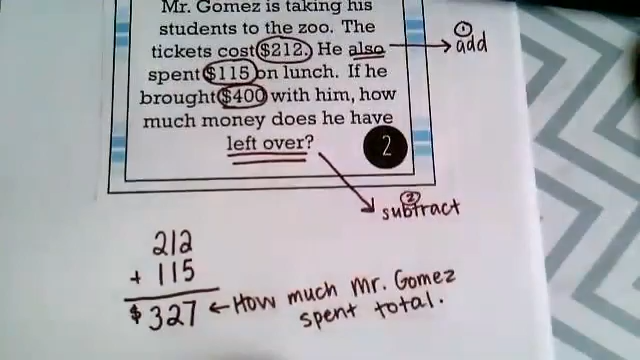 Mr. Gomez is taking his
students to the zoo. The
tickets cost $212. He also
spent $115 on lunch. If he
brought $400 with him, how
much money does he have
left over?
2
① add
② subtract
212
+ 115
$327 ← How much Mr. Gomez
spent total.